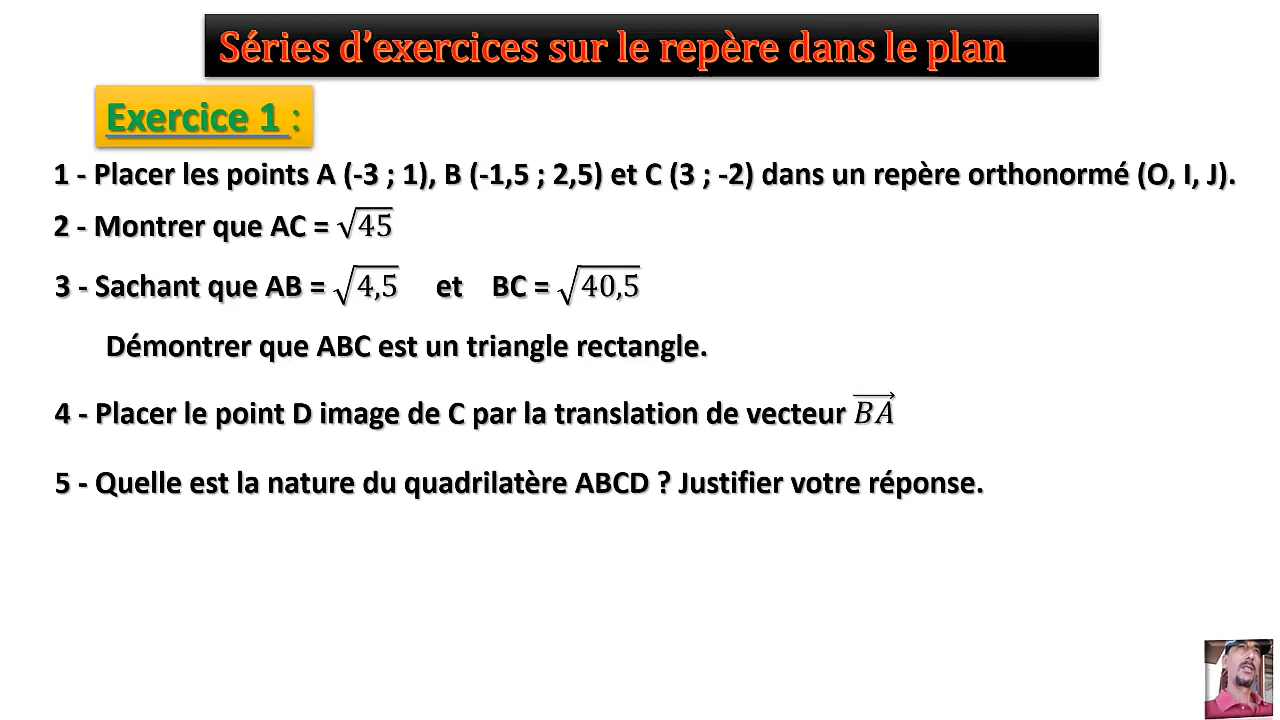 Séries d’exercices sur le repère dans le plan
Exercice 1 :
1 - Placer les points A (-3 ; 1), B (-1,5 ; 2,5) et C (3 ; -2) dans un repère orthonormé (O, I, J).
2 - Montrer que AC = √45
3 - Sachant que AB = √4,5 et BC = √40,5
Démontrer que ABC est un triangle rectangle.
4 - Placer le point D image de C par la translation de vecteur $\overrightarrow{BA}$
5 - Quelle est la nature du quadrilatère ABCD ? Justifier votre réponse.